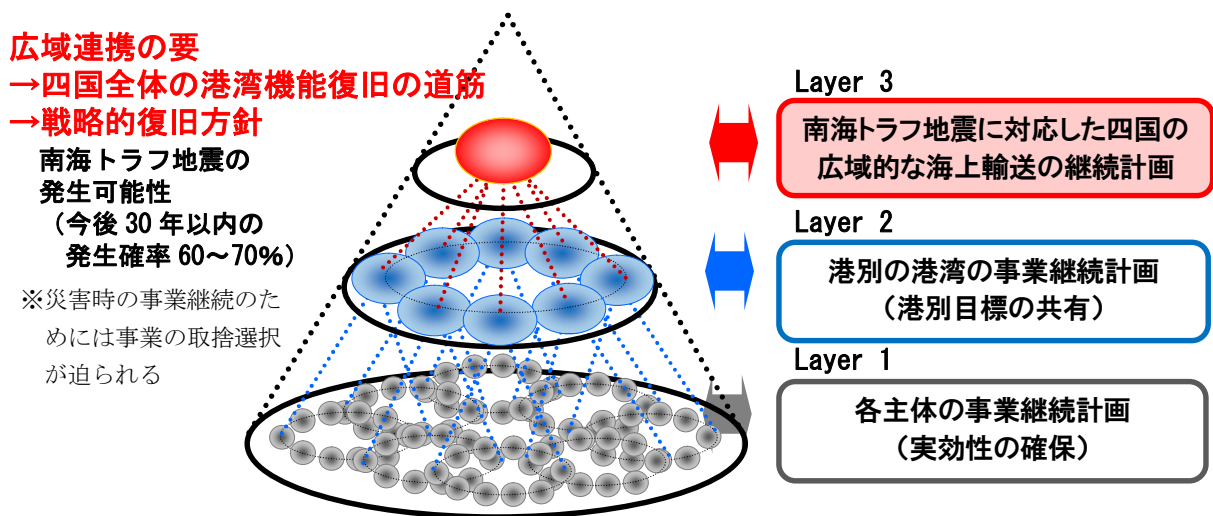 広域連携の要
→四国全体の港湾機能復旧の道筋
→戦略的復旧方針
南海トラフ地震の
発生可能性
（今後 30 年以内の
発生確率 60～70%）
※災害時の事業継続のた
めには事業の取捨選択
が迫られる
Layer 3
南海トラフ地震に対応した四国の
広域的な海上輸送の継続計画
Layer 2
港別の港湾の事業継続計画
（港別目標の共有）
Layer 1
各主体の事業継続計画
（実効性の確保）